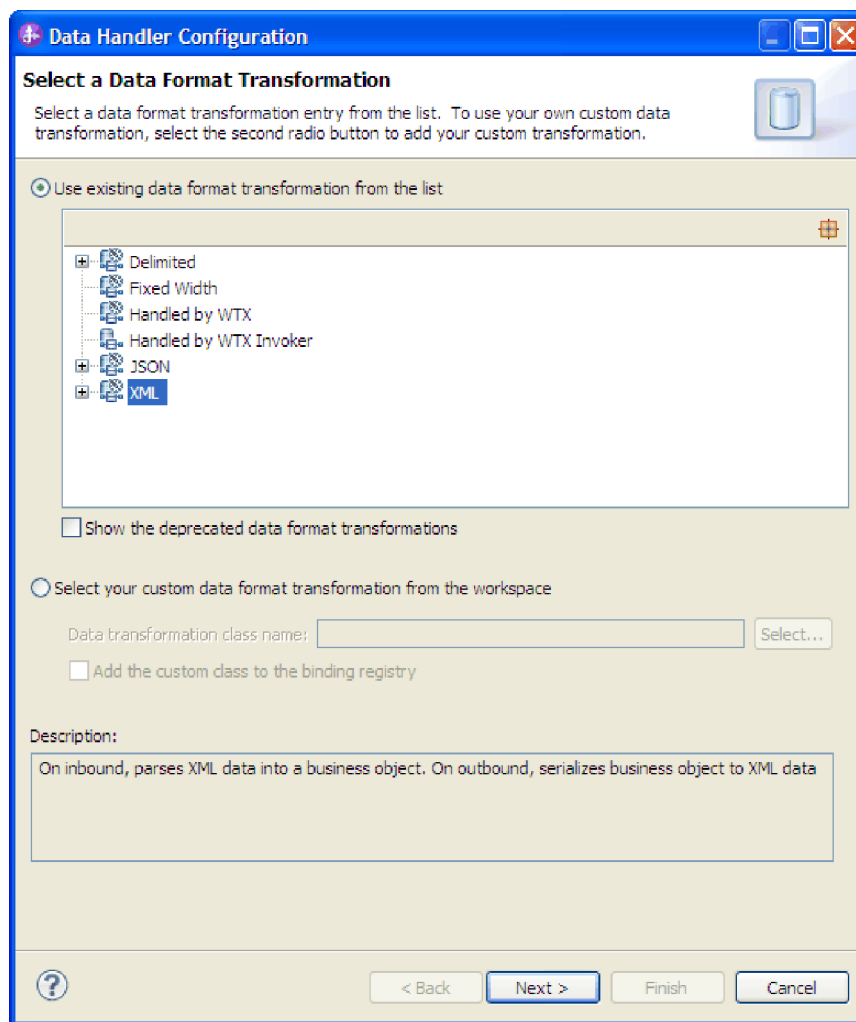 Data Handler Configuration
Select a Data Format Transformation
Select a data format transformation entry from the list. To use your own custom data
transformation, select the second radio button to add your custom transformation.
Use existing data format transformation from the list
Delimited
Fixed Width
Handled by WTX
Handled by WTX Invoker
JSON
XML
Show the deprecated data format transformations
Select your custom data format transformation from the workspace
Data transformation class name: Select...
Add the custom class to the binding registry
Description:
On inbound, parses XML data into a business object. On outbound, serializes business object to XML data
? < Back Next > Finish Cancel